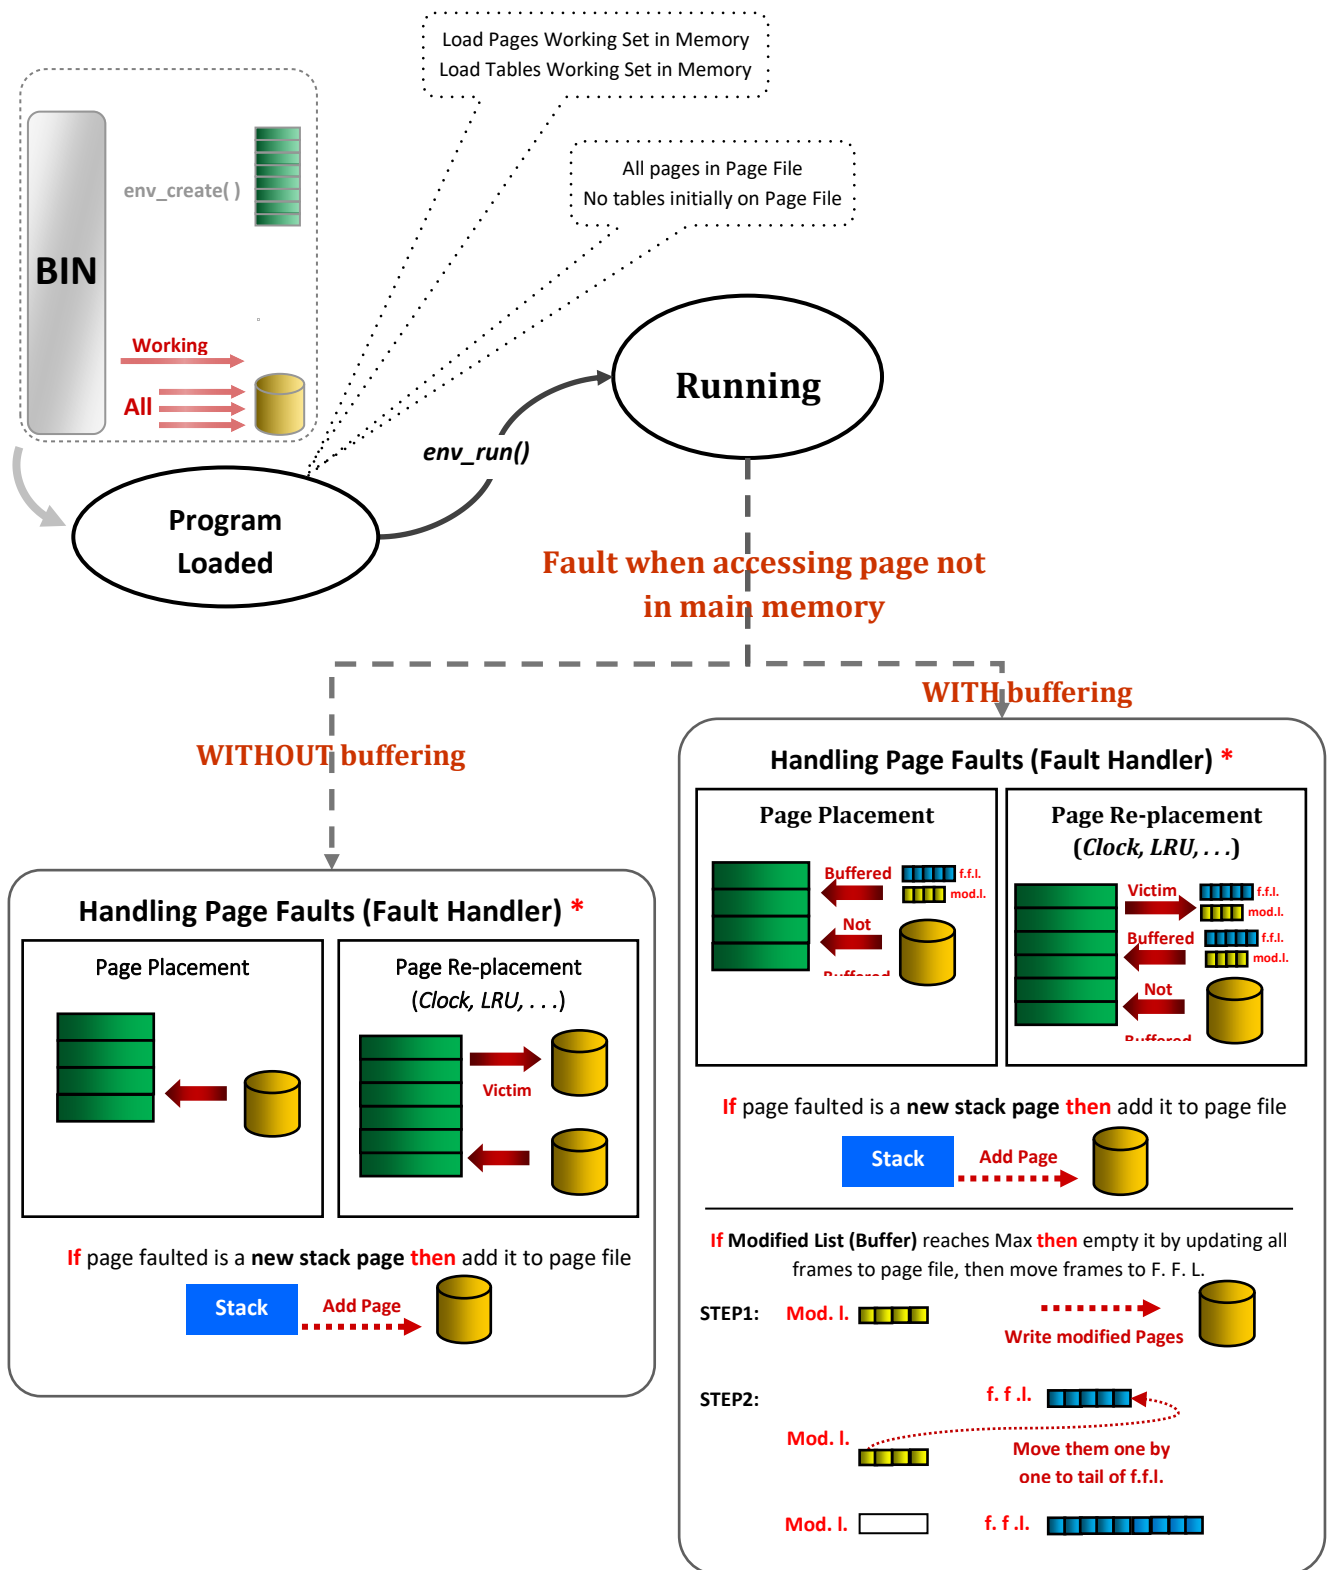 Load Pages Working Set in Memory
Load Tables Working Set in Memory
All pages in Page File
No tables initially on Page File
env_create( )
BIN
Working
All
Running
env_run()
Program
Loaded
Fault when accessing page not
in main memory
WITHOUT buffering
WITH buffering
Handling Page Faults (Fault Handler) *
Page Placement
Page Re-placement
(Clock, LRU, . . .)
Victim
If page faulted is a new stack page then add it to page file
Stack
Add Page
Handling Page Faults (Fault Handler) *
Page Placement
Buffered
f.f.l.
mod.l.
Not
Buffered
Page Re-placement
(Clock, LRU, . . .)
Victim
f.f.l.
mod.l.
Buffered
f.f.l.
mod.l.
Not
Buffered
If page faulted is a new stack page then add it to page file
Stack
Add Page
If Modified List (Buffer) reaches Max then empty it by updating all
frames to page file, then move frames to F. F. L.
STEP1:
Mod. l.
Write modified Pages
STEP2:
f. f .l.
Mod. l.
Move them one by
one to tail of f.f.l.
Mod. l.
f. f .l.